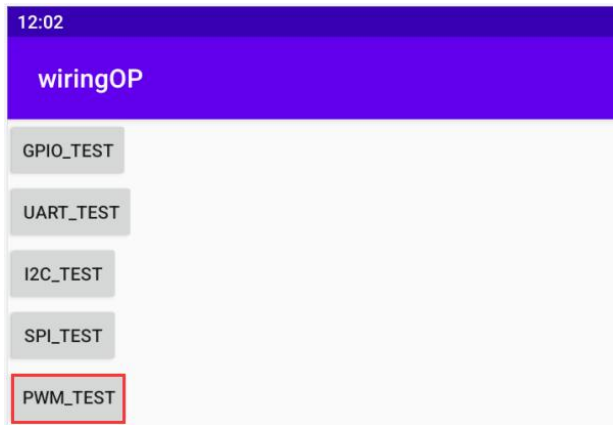 12:02
wiringOP
GPIO_TEST
UART_TEST
I2C_TEST
SPI_TEST
PWM_TEST